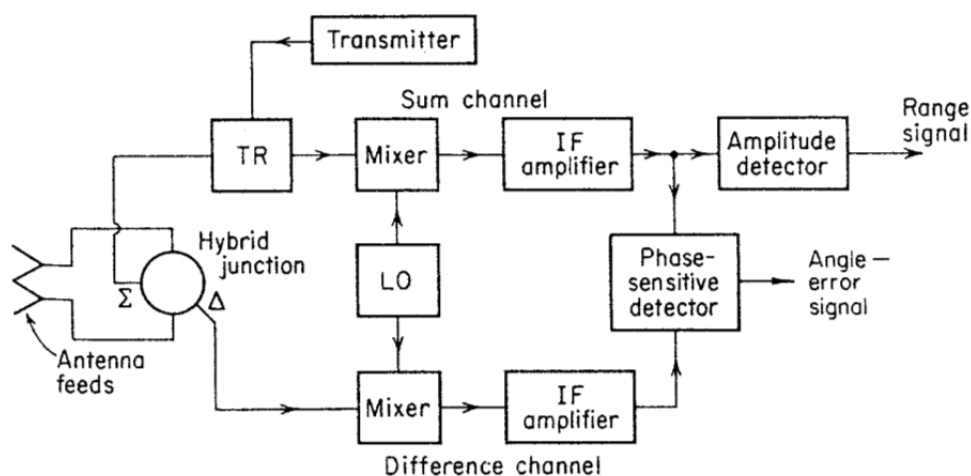 Transmitter
Sum channel
Range
signal
TR
Mixer
IF
amplifier
Amplitude
detector
Hybrid
junction
LO
Phase-
sensitive
detector
Angle—
error
signal
Σ
Δ
Antenna
feeds
Mixer
IF
amplifier
Difference channel